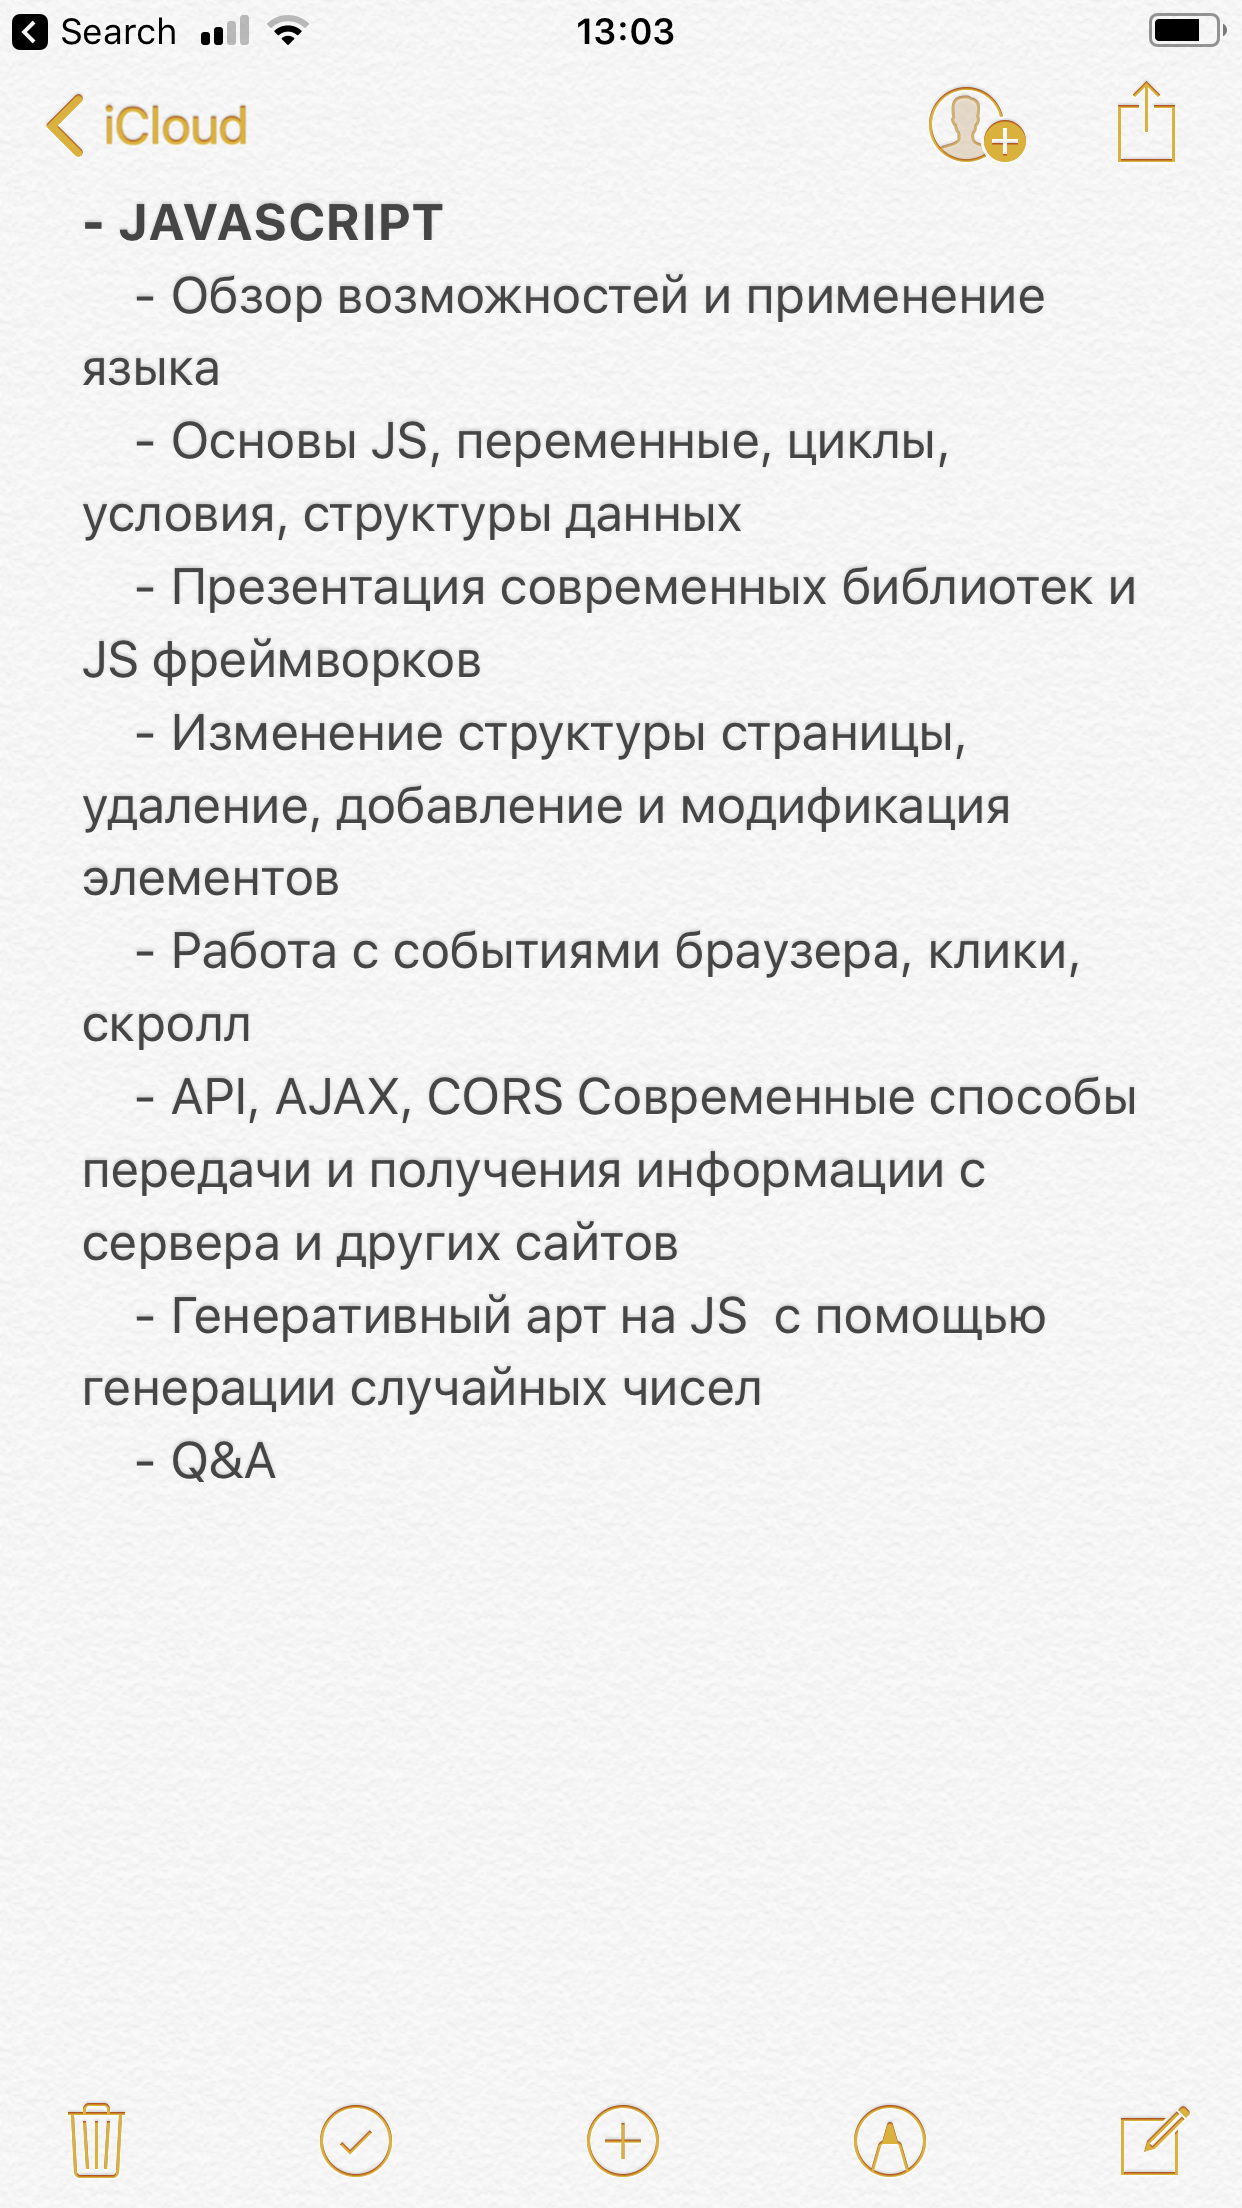 Search
13:03
iCloud
- JAVASCRIPT
- Обзор возможностей и применение
языка
- Основы JS, переменные, циклы,
условия, структуры данных
- Презентация современных библиотек и
JS фреймворков
- Изменение структуры страницы,
удаление, добавление и модификация
элементов
- Работа с событиями браузера, клики,
скролл
- API, AJAX, CORS Современные способы
передачи и получения информации с
сервера и других сайтов
- Генеративный арт на JS  с помощью
генерации случайных чисел
- Q&A